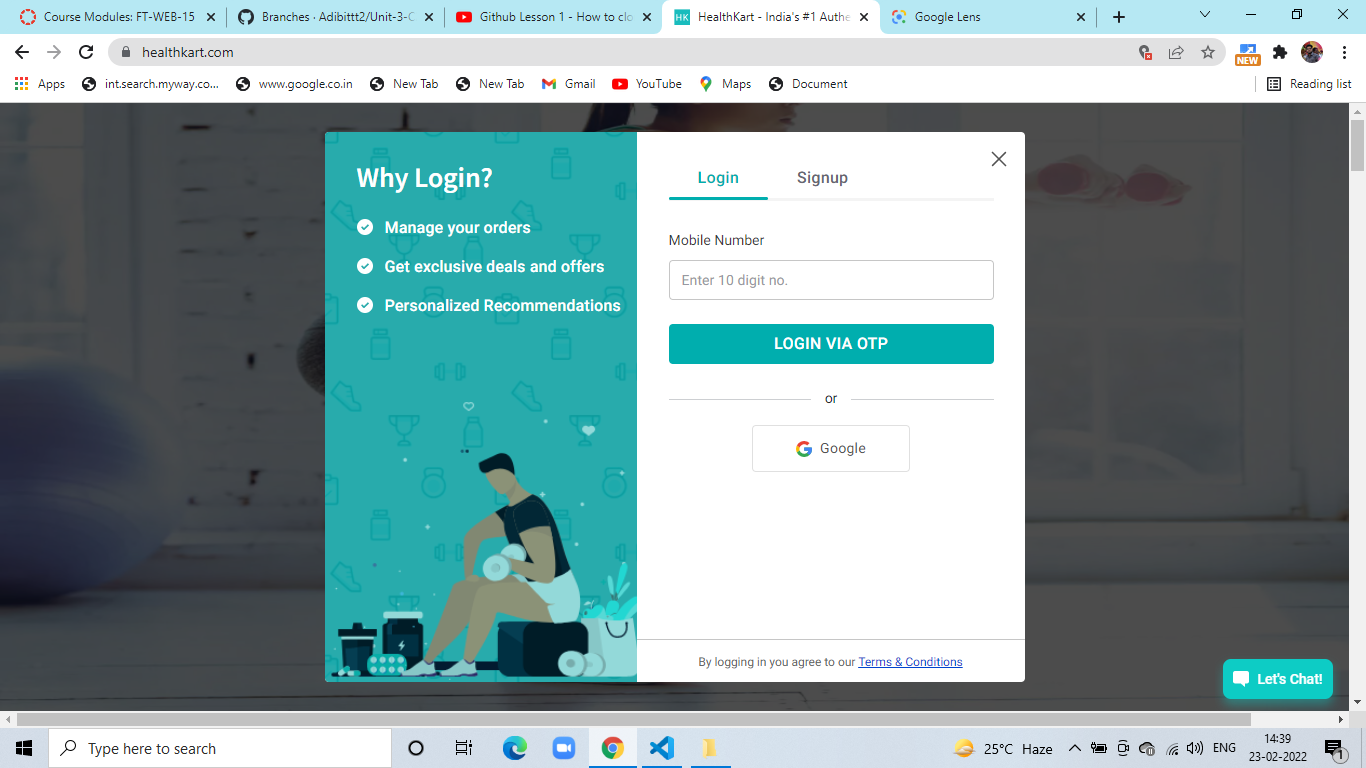 Course Modules: FT-WEB-15
Branches · Adibittt2/Unit-3-C
Github Lesson 1 - How to clo
HK
HealthKart - India's #1 Authe
Google Lens
healthkart.com
NEW
Apps
int.search.myway.co...
www.google.co.in
New Tab
New Tab
Gmail
YouTube
Maps
Document
Reading list
Why Login?
Manage your orders
Get exclusive deals and offers
Personalized Recommendations
Login
Signup
Mobile Number
Enter 10 digit no.
LOGIN VIA OTP
or
Google
By logging in you agree to our Terms & Conditions
Let's Chat!
Type here to search
25°C Haze
ENG
14:39
23-02-2022
1